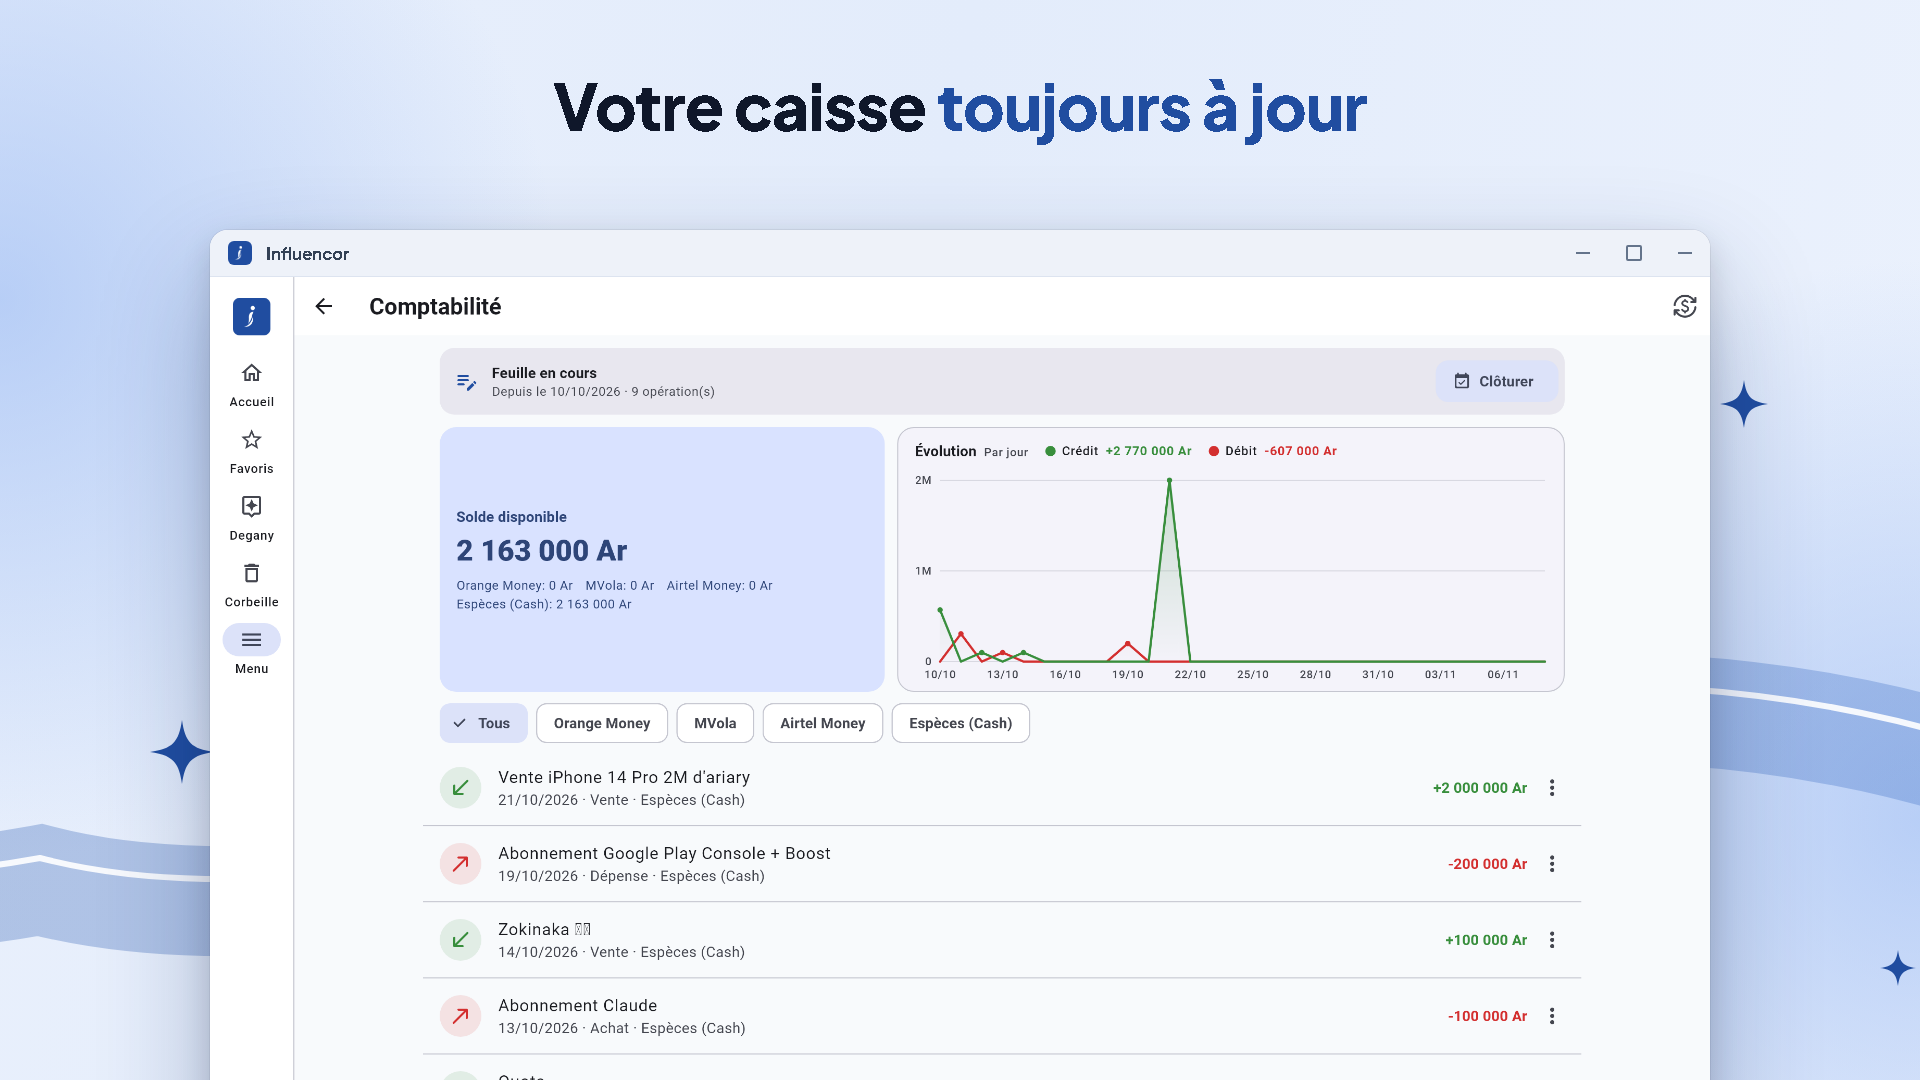 Votre caisse toujours à jour
Influencor
Comptabilité
Accueil
Favoris
Degany
Corbeille
Menu
Feuille en cours
Depuis le 10/10/2026 · 9 opération(s)
Clôturer
Solde disponible
2 163 000 Ar
Orange Money: 0 Ar MVola: 0 Ar Airtel Money: 0 Ar
Espèces (Cash): 2 163 000 Ar
Évolution Par jour Crédit +2 770 000 Ar Débit -607 000 Ar
2M
1M
0
10/10 13/10 16/10 19/10 22/10 25/10 28/10 31/10 03/11 06/11
Tous Orange Money MVola Airtel Money Espèces (Cash)
Vente iPhone 14 Pro 2M d'ariary
21/10/2026 · Vente · Espèces (Cash)
+2 000 000 Ar
Abonnement Google Play Console + Boost
19/10/2026 · Dépense · Espèces (Cash)
-200 000 Ar
Zokinaka
14/10/2026 · Vente · Espèces (Cash)
+100 000 Ar
Abonnement Claude
13/10/2026 · Achat · Espèces (Cash)
-100 000 Ar